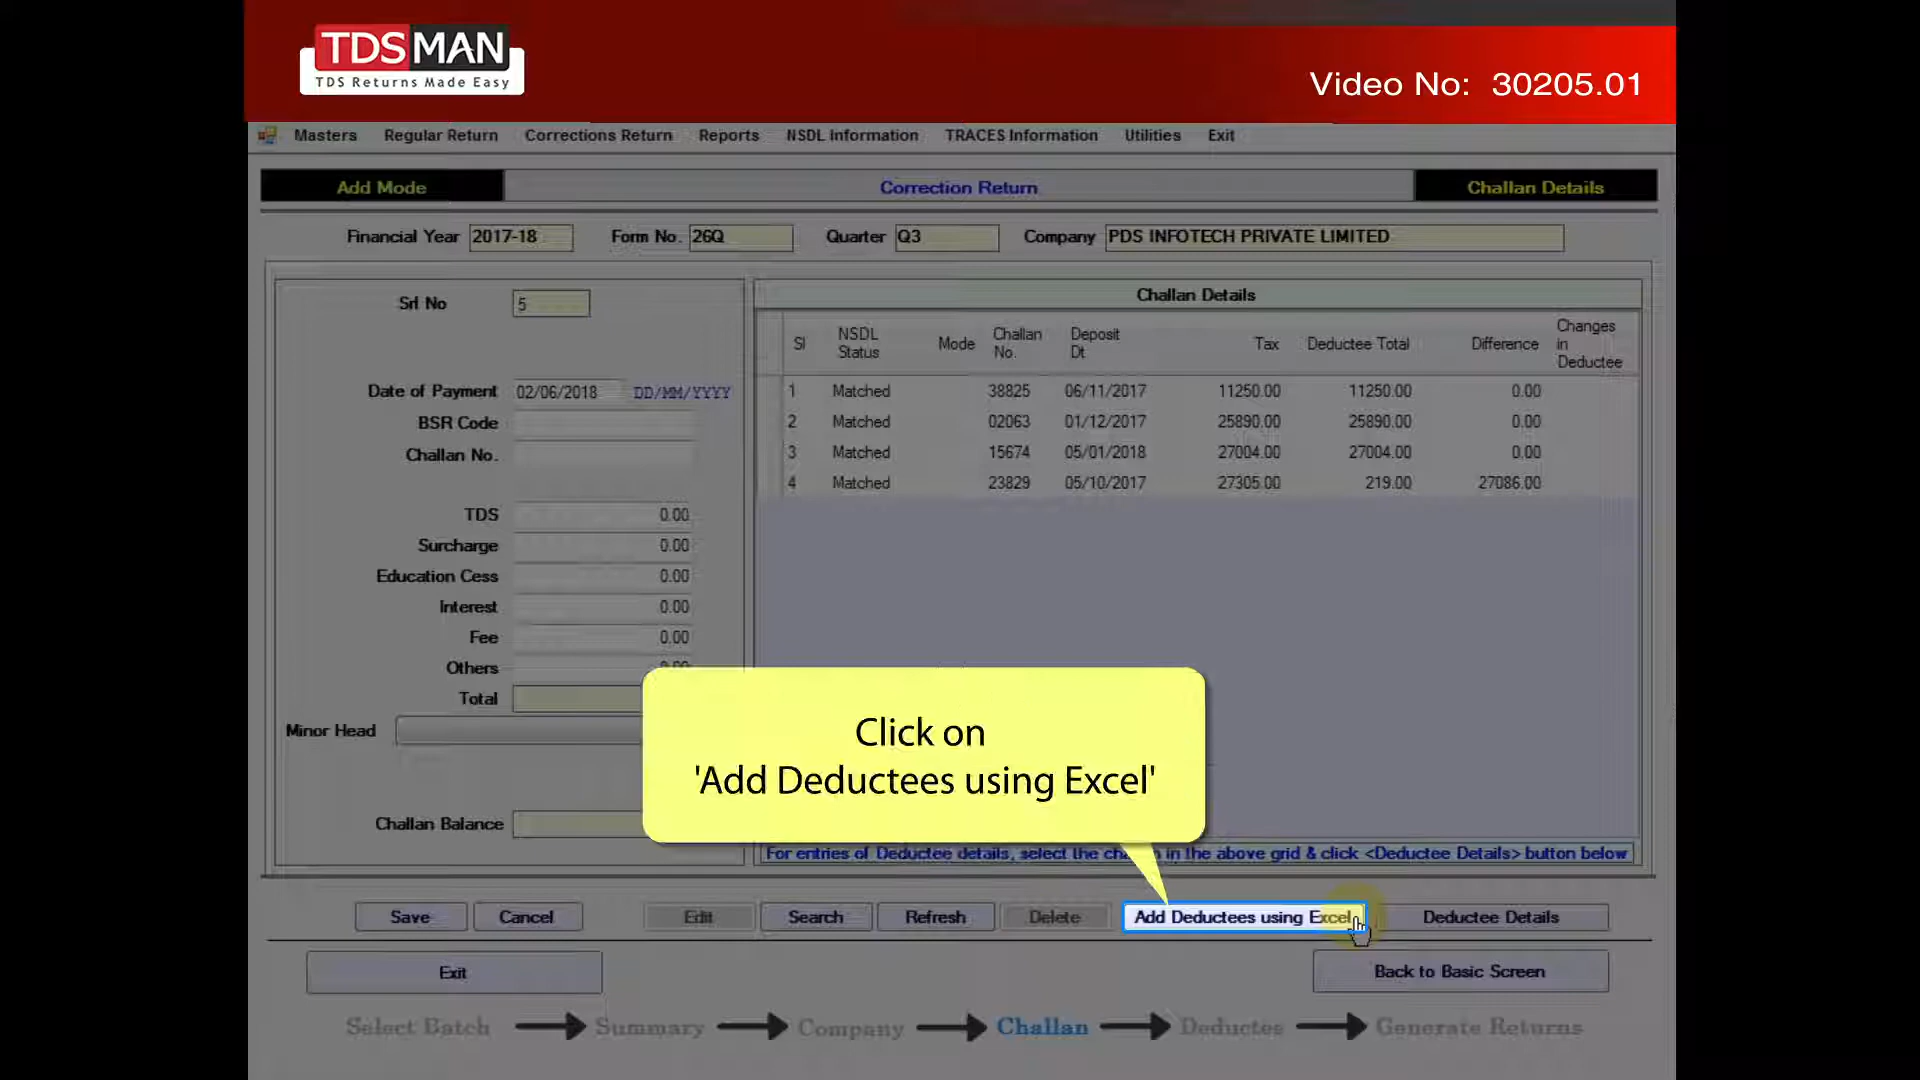 TDSMAN
TDS Returns Made Easy
Video No: 30205.01
Masters Regular Return Corrections Return Reports NSDL Information TRACES Information Utilities Exit
Add Mode Correction Return Challan Details
Financial Year 2017-18 Form No. 26Q Quarter Q3 Company PDS INFOTECH PRIVATE LIMITED
Srl No 5
Date of Payment 02/06/2018 DD/MM/YYYY
BSR Code
Challan No.
TDS 0.00
Surcharge 0.00
Education Cess 0.00
Interest 0.00
Fee 0.00
Others
Total
Minor Head
Challan Balance
Challan Details
Sl NSDL Status Mode Challan No. Deposit Dt Tax Deductee Total Difference Changes in Deductee
1 Matched 38825 06/11/2017 11250.00 11250.00 0.00
2 Matched 02063 01/12/2017 25890.00 25890.00 0.00
3 Matched 15674 05/01/2018 27004.00 27004.00 0.00
4 Matched 23829 05/10/2017 27305.00 219.00 27086.00
Click on
'Add Deductees using Excel'
For entries of Deductee details, select the in the above grid & click <Deductee Details> button below
Save Cancel Edit Search Refresh Delete Add Deductees using Excel Deductee Details
Exit Back to Basic Screen
Select Batch Summary Company Challan Deductee Generate Returns